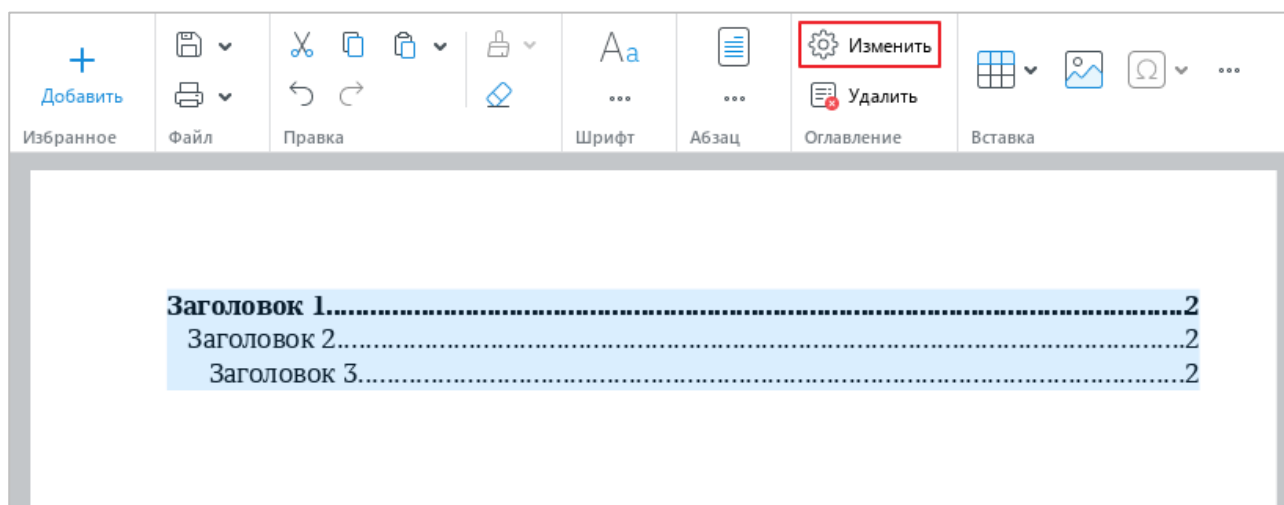 Аа
Изменить
Добавить
Удалить
Избранное Файл Правка Шрифт Абзац Оглавление Вставка
Заголовок 1........................................................................................................................2
Заголовок 2........................................................................................................................2
Заголовок 3........................................................................................................................2